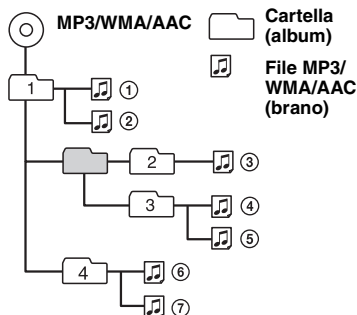 MP3/WMA/AAC
Cartella
(album)
File MP3/
WMA/AAC
(brano)
1
①
②
2
③
3
④
⑤
4
⑥
⑦